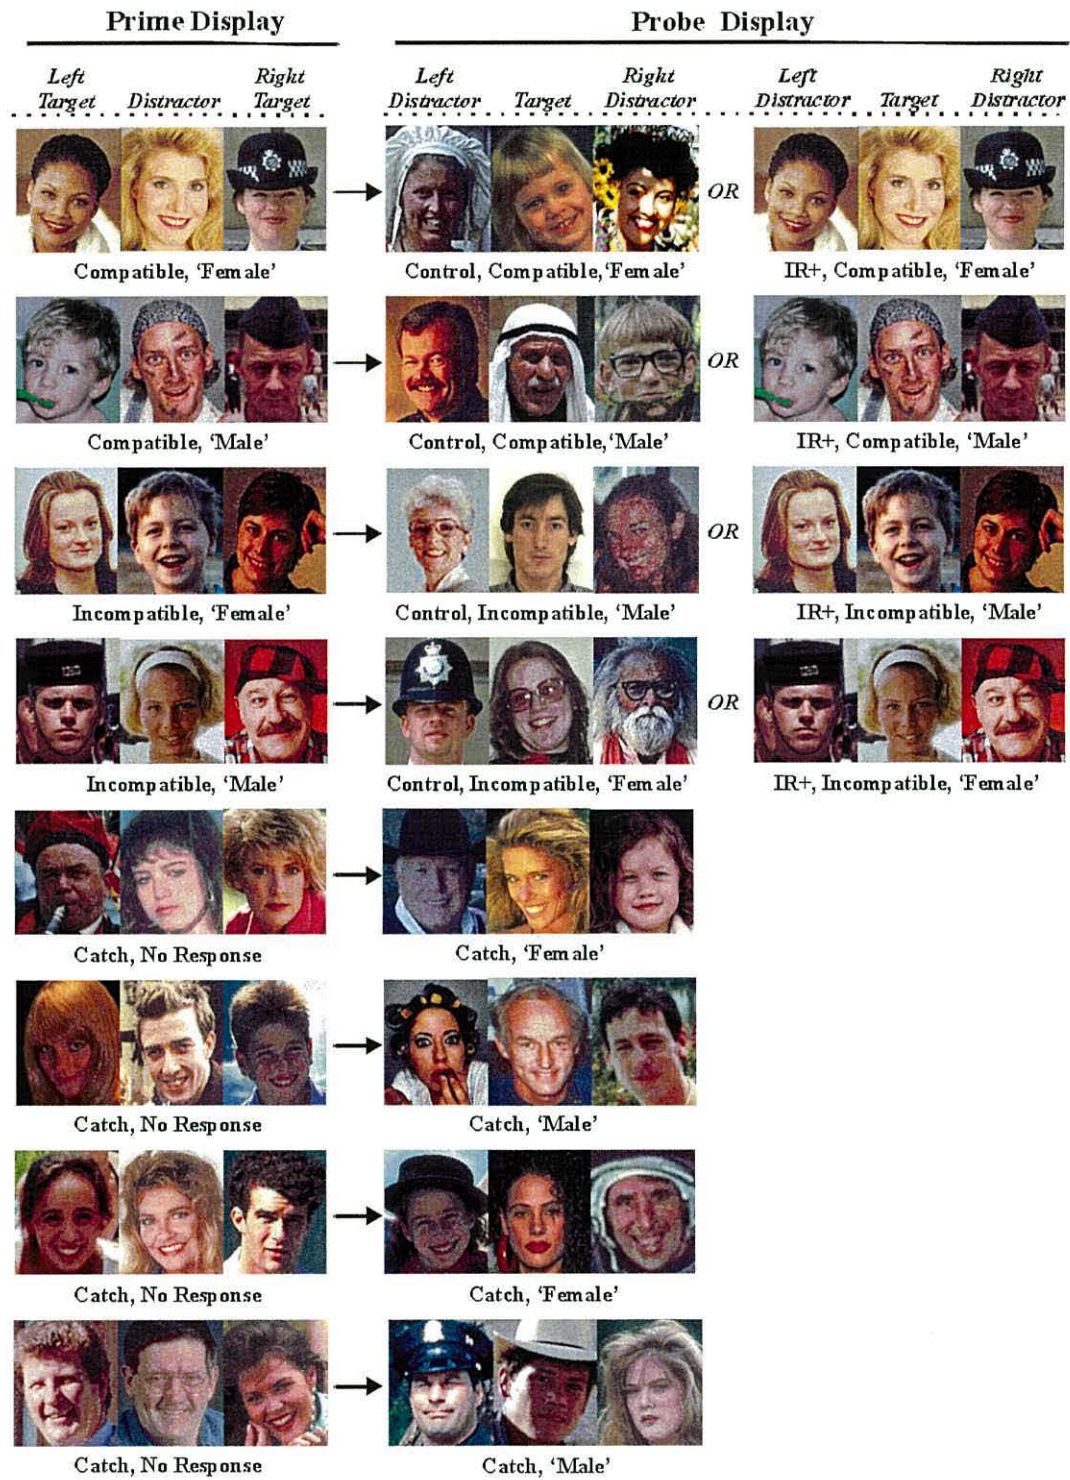 Prime Display
Probe Display
Left Target
Distractor
Right Target
Left Distractor
Target
Right Distractor
Left Distractor
Target
Right Distractor
OR
Compatible, ‘Female’
Control, Compatible, ‘Female’
IR+, Compatible, ‘Female’
OR
Compatible, ‘Male’
Control, Compatible, ‘Male’
IR+, Compatible, ‘Male’
OR
Incompatible, ‘Female’
Control, Incompatible, ‘Male’
IR+, Incompatible, ‘Male’
OR
Incompatible, ‘Male’
Control, Incompatible, ‘Female’
IR+, Incompatible, ‘Female’
Catch, No Response
Catch, ‘Female’
Catch, No Response
Catch, ‘Male’
Catch, No Response
Catch, ‘Female’
Catch, No Response
Catch, ‘Male’